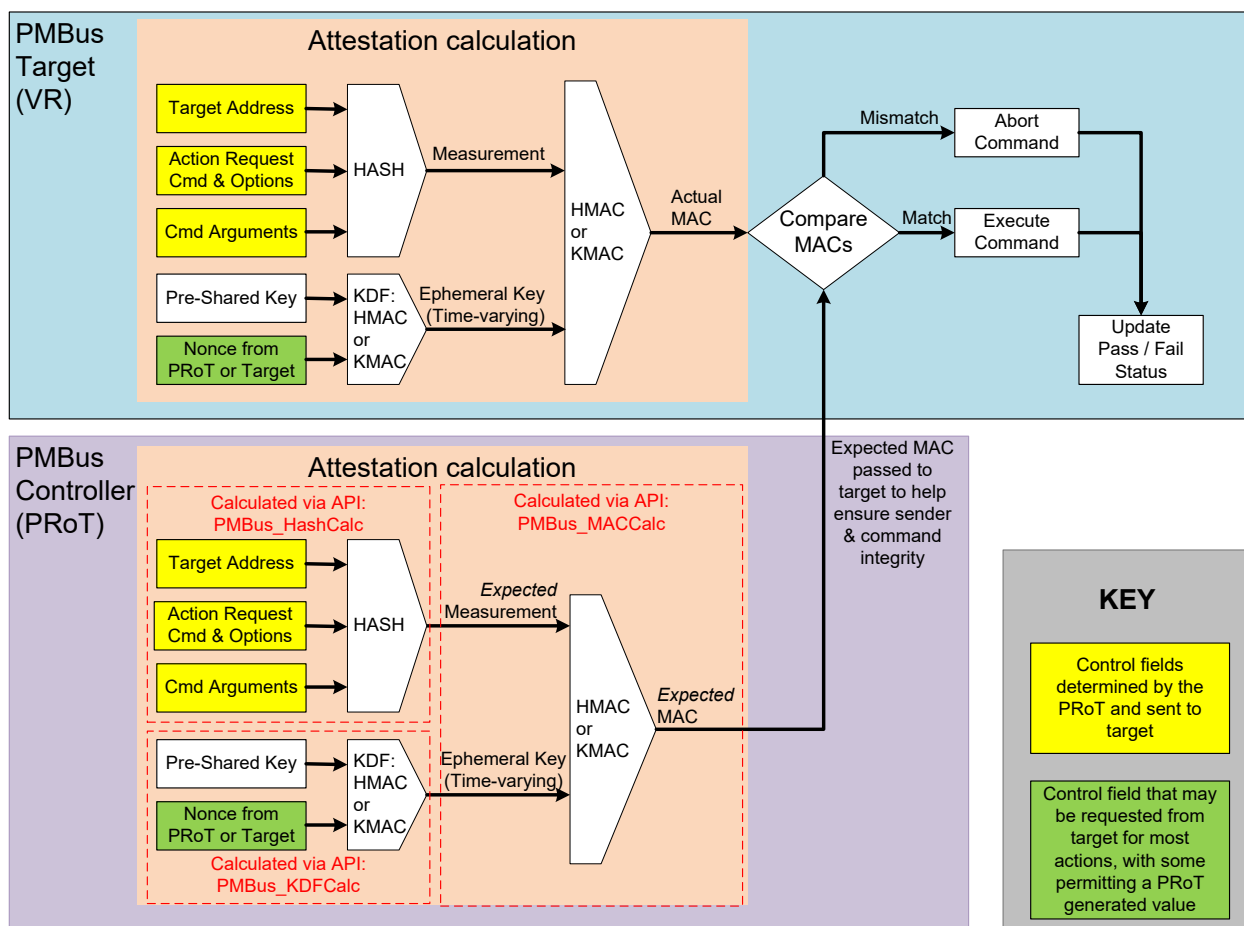 PMBus
Target
(VR)
Attestation calculation
Target Address
Action Request
Cmd & Options
Cmd Arguments
HASH
Measurement
Pre-Shared Key
Nonce from
PRoT or Target
KDF:
HMAC
or
KMAC
Ephemeral Key
(Time-varying)
HMAC
or
KMAC
Actual
MAC
Compare
MACs
Mismatch
Abort
Command
Match
Execute
Command
Update
Pass / Fail
Status
PMBus
Controller
(PRoT)
Attestation calculation
Calculated via API:
PMBus_HashCalc
Target Address
Action Request
Cmd & Options
Cmd Arguments
HASH
Expected
Measurement
Calculated via API:
PMBus_MACCalc
Pre-Shared Key
Nonce from
PRoT or Target
KDF:
HMAC
or
KMAC
Ephemeral Key
(Time-varying)
Calculated via API:
PMBus_KDFCalc
HMAC
or
KMAC
Expected
MAC
Expected MAC
passed to
target to help
ensure sender
& command
integrity
KEY
Control fields
determined by the
PRoT and sent to
target
Control field that may
be requested from
target for most
actions, with some
permitting a PRoT
generated value